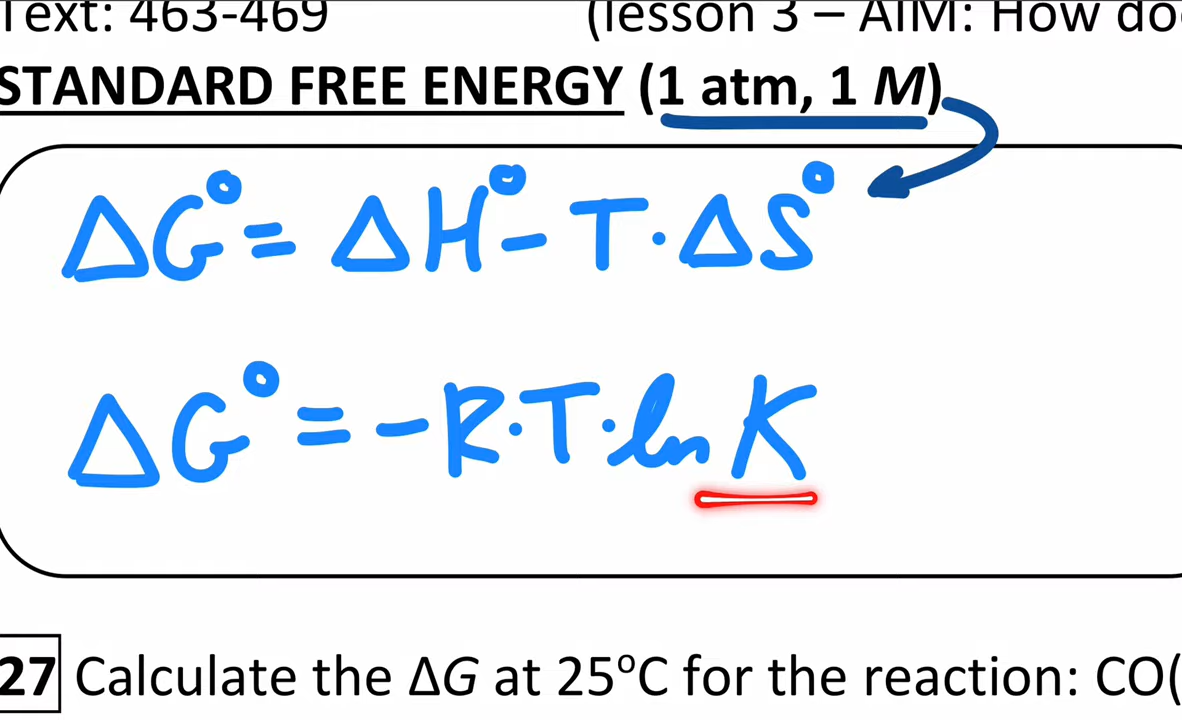 Text: 463-469 (lesson 3 – AIM: How
STANDARD FREE ENERGY (1 atm, 1 M)
ΔG° = ΔH° - T·ΔS°
ΔG° = -R·T·ln K
27 Calculate the ΔG at 25°C for the reaction: CO(